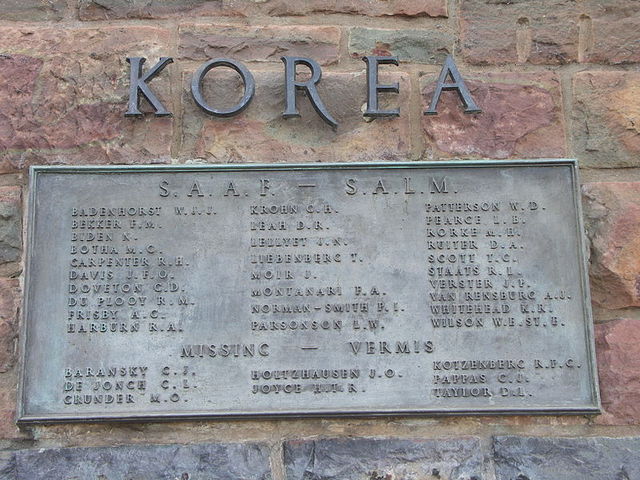 KOREA
S.A.A.F. — S.A.L.M.
BADENHORST W.J.J.
BEKKER F.M.
BIDEN N.
BOTHA M.C.
CARPENTER R.H.
DAVIS J.F.O.
DOVETON C.D.
DU PLOOY R.M.
FRISBY A.C.
HARBURN R.A.
KROHN G.H.
LEAH D.R.
LELLYET J.N.
LIEBENBERG T.
MOIR J.
MONTANARI F.A.
NORMAN-SMITH P.I.
PARSONSON L.W.
PATTERSON W.D.
PEARCE L.B.
RORKE M.H.
RUITER D.A.
SCOTT T.C.
STAATS R.L.
VERSTER J.P.
VAN RENSBURG A.J.
WHITEHEAD K.R.
WILSON W.E.ST.E.
MISSING — VERMIS
BARANSKY C.F.
DE JONGH C.L.
GRUNDER M.O.
HOLTZHAUSEN J.O.
JOYCE H.T.R.
KOTZENBERG R.F.C.
PAPPAS C.J.
TAYLOR D.L.